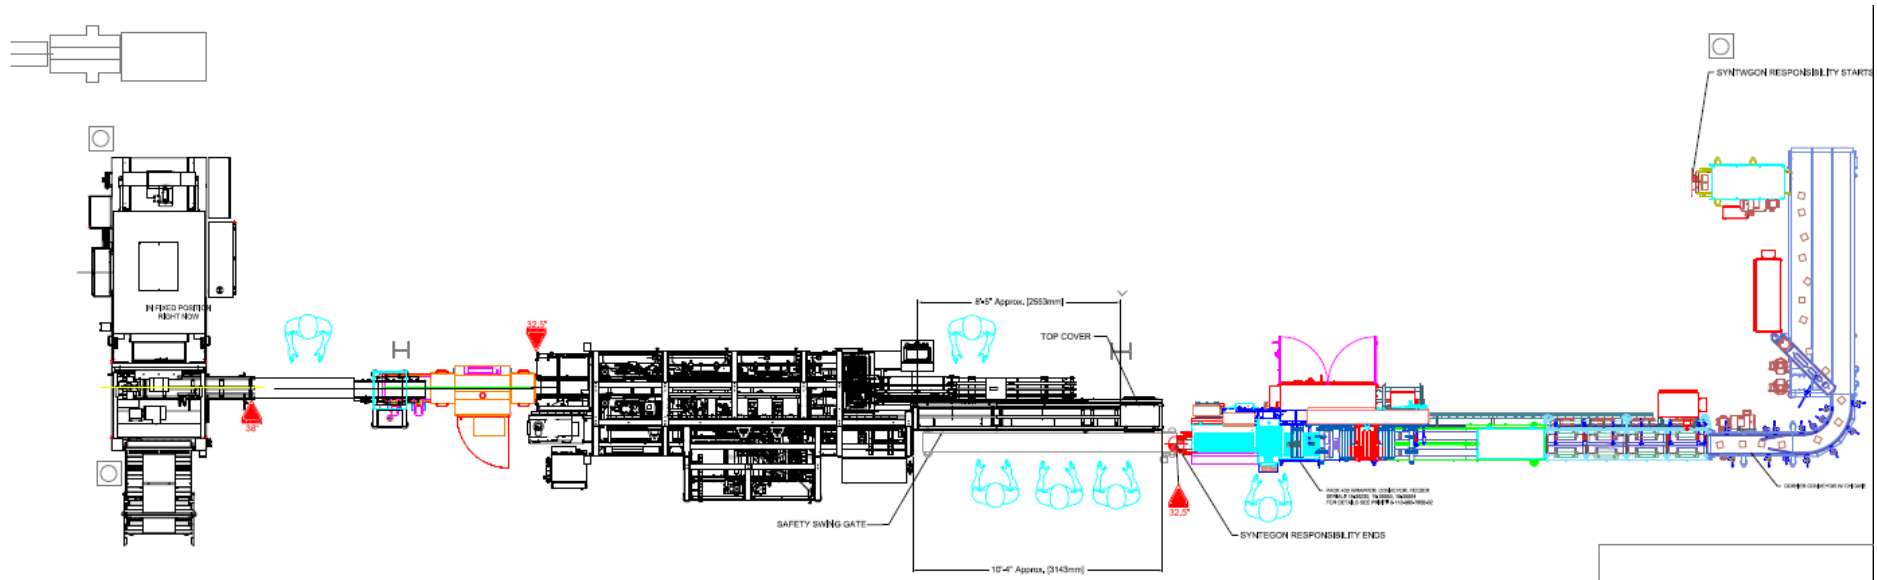 SYNTWGON RESPONSIBILITY STARTS
IN FIXED POSITION
RIGHT NOW
8'-5" Approx. [2553mm]
32.5"
TOP COVER
38"
SAFETY SWING GATE
32.5"
SYNTEGON RESPONSIBILITY ENDS
10'-4" Approx. [3143mm]